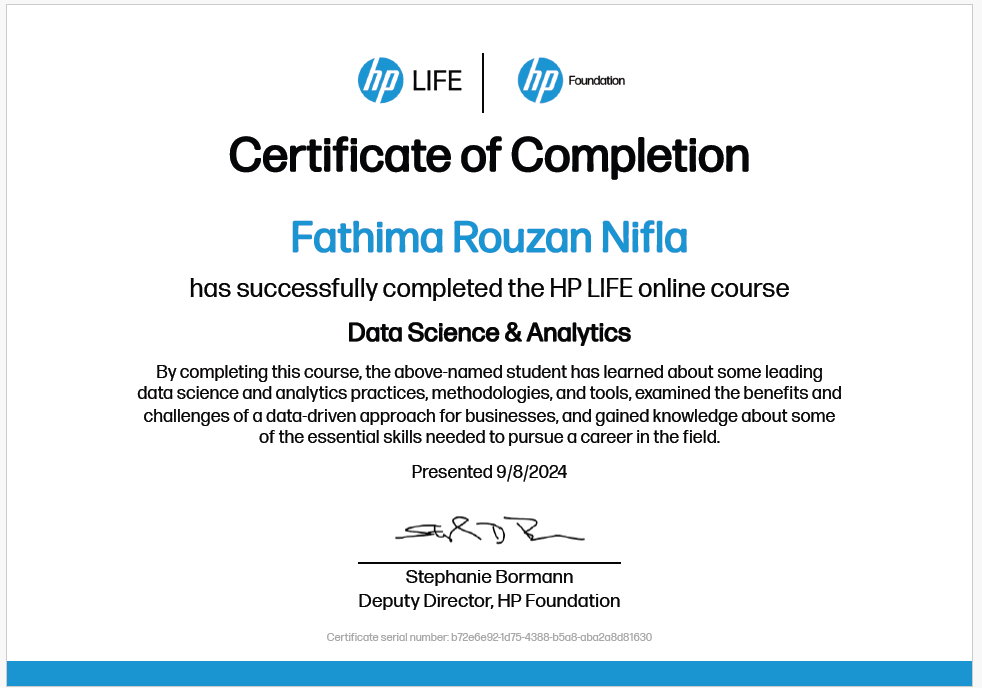 hp LIFE
hp Foundation
Certificate of Completion
Fathima Rouzan Nifla
has successfully completed the HP LIFE online course
Data Science & Analytics
By completing this course, the above-named student has learned about some leading
data science and analytics practices, methodologies, and tools, examined the benefits and
challenges of a data-driven approach for businesses, and gained knowledge about some
of the essential skills needed to pursue a career in the field.
Presented 9/8/2024
Stephanie Bormann
Deputy Director, HP Foundation
Certificate serial number: b72e6e92-1d75-4388-b5a8-aba2a8d81630